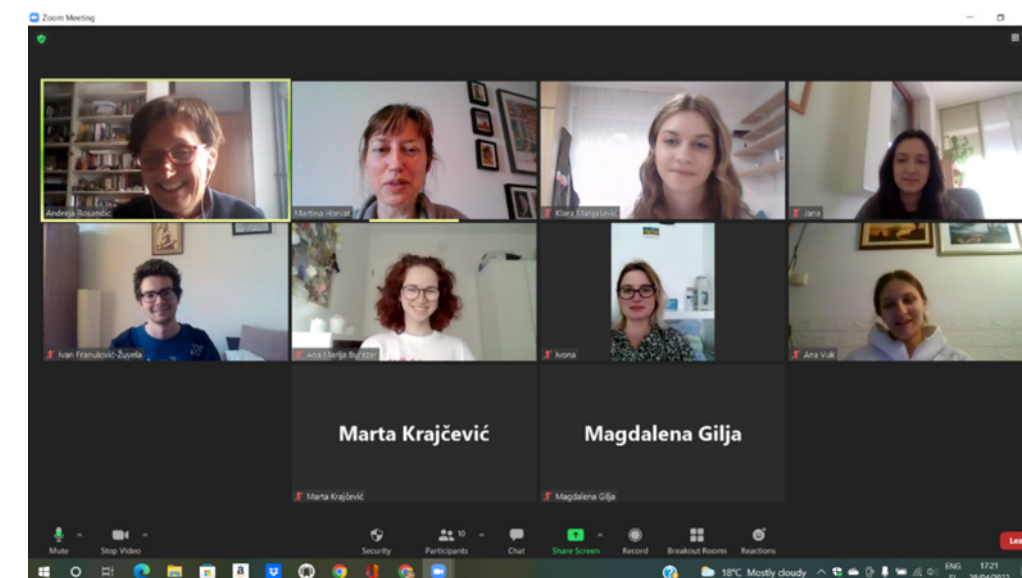 Zoom Meeting
Andreja Rosandic
Martina Horvat
Klara Matijašević
Jana
Ivan Franulović-Žuvela
Ana Marija Burazer
Ivona
Ana Vuk
Marta Krajčević
Magdalena Gilja
Marta Krajčević
Magdalena Gilja
Mute
Stop Video
Security
Participants
10
Chat
Share Screen
Record
Breakout Rooms
Reactions
Lea
18°C Mostly cloudy
ENG
17:21